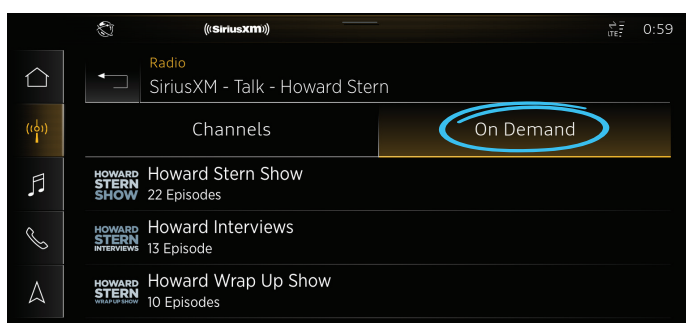 ((SiriusXM))
LTE
0:59
Radio
SiriusXM - Talk - Howard Stern
Channels
On Demand
HOWARD
STERN
SHOW
Howard Stern Show
22 Episodes
HOWARD
STERN
INTERVIEWS
Howard Interviews
13 Episode
HOWARD
STERN
WRAP UP SHOW
Howard Wrap Up Show
10 Episodes